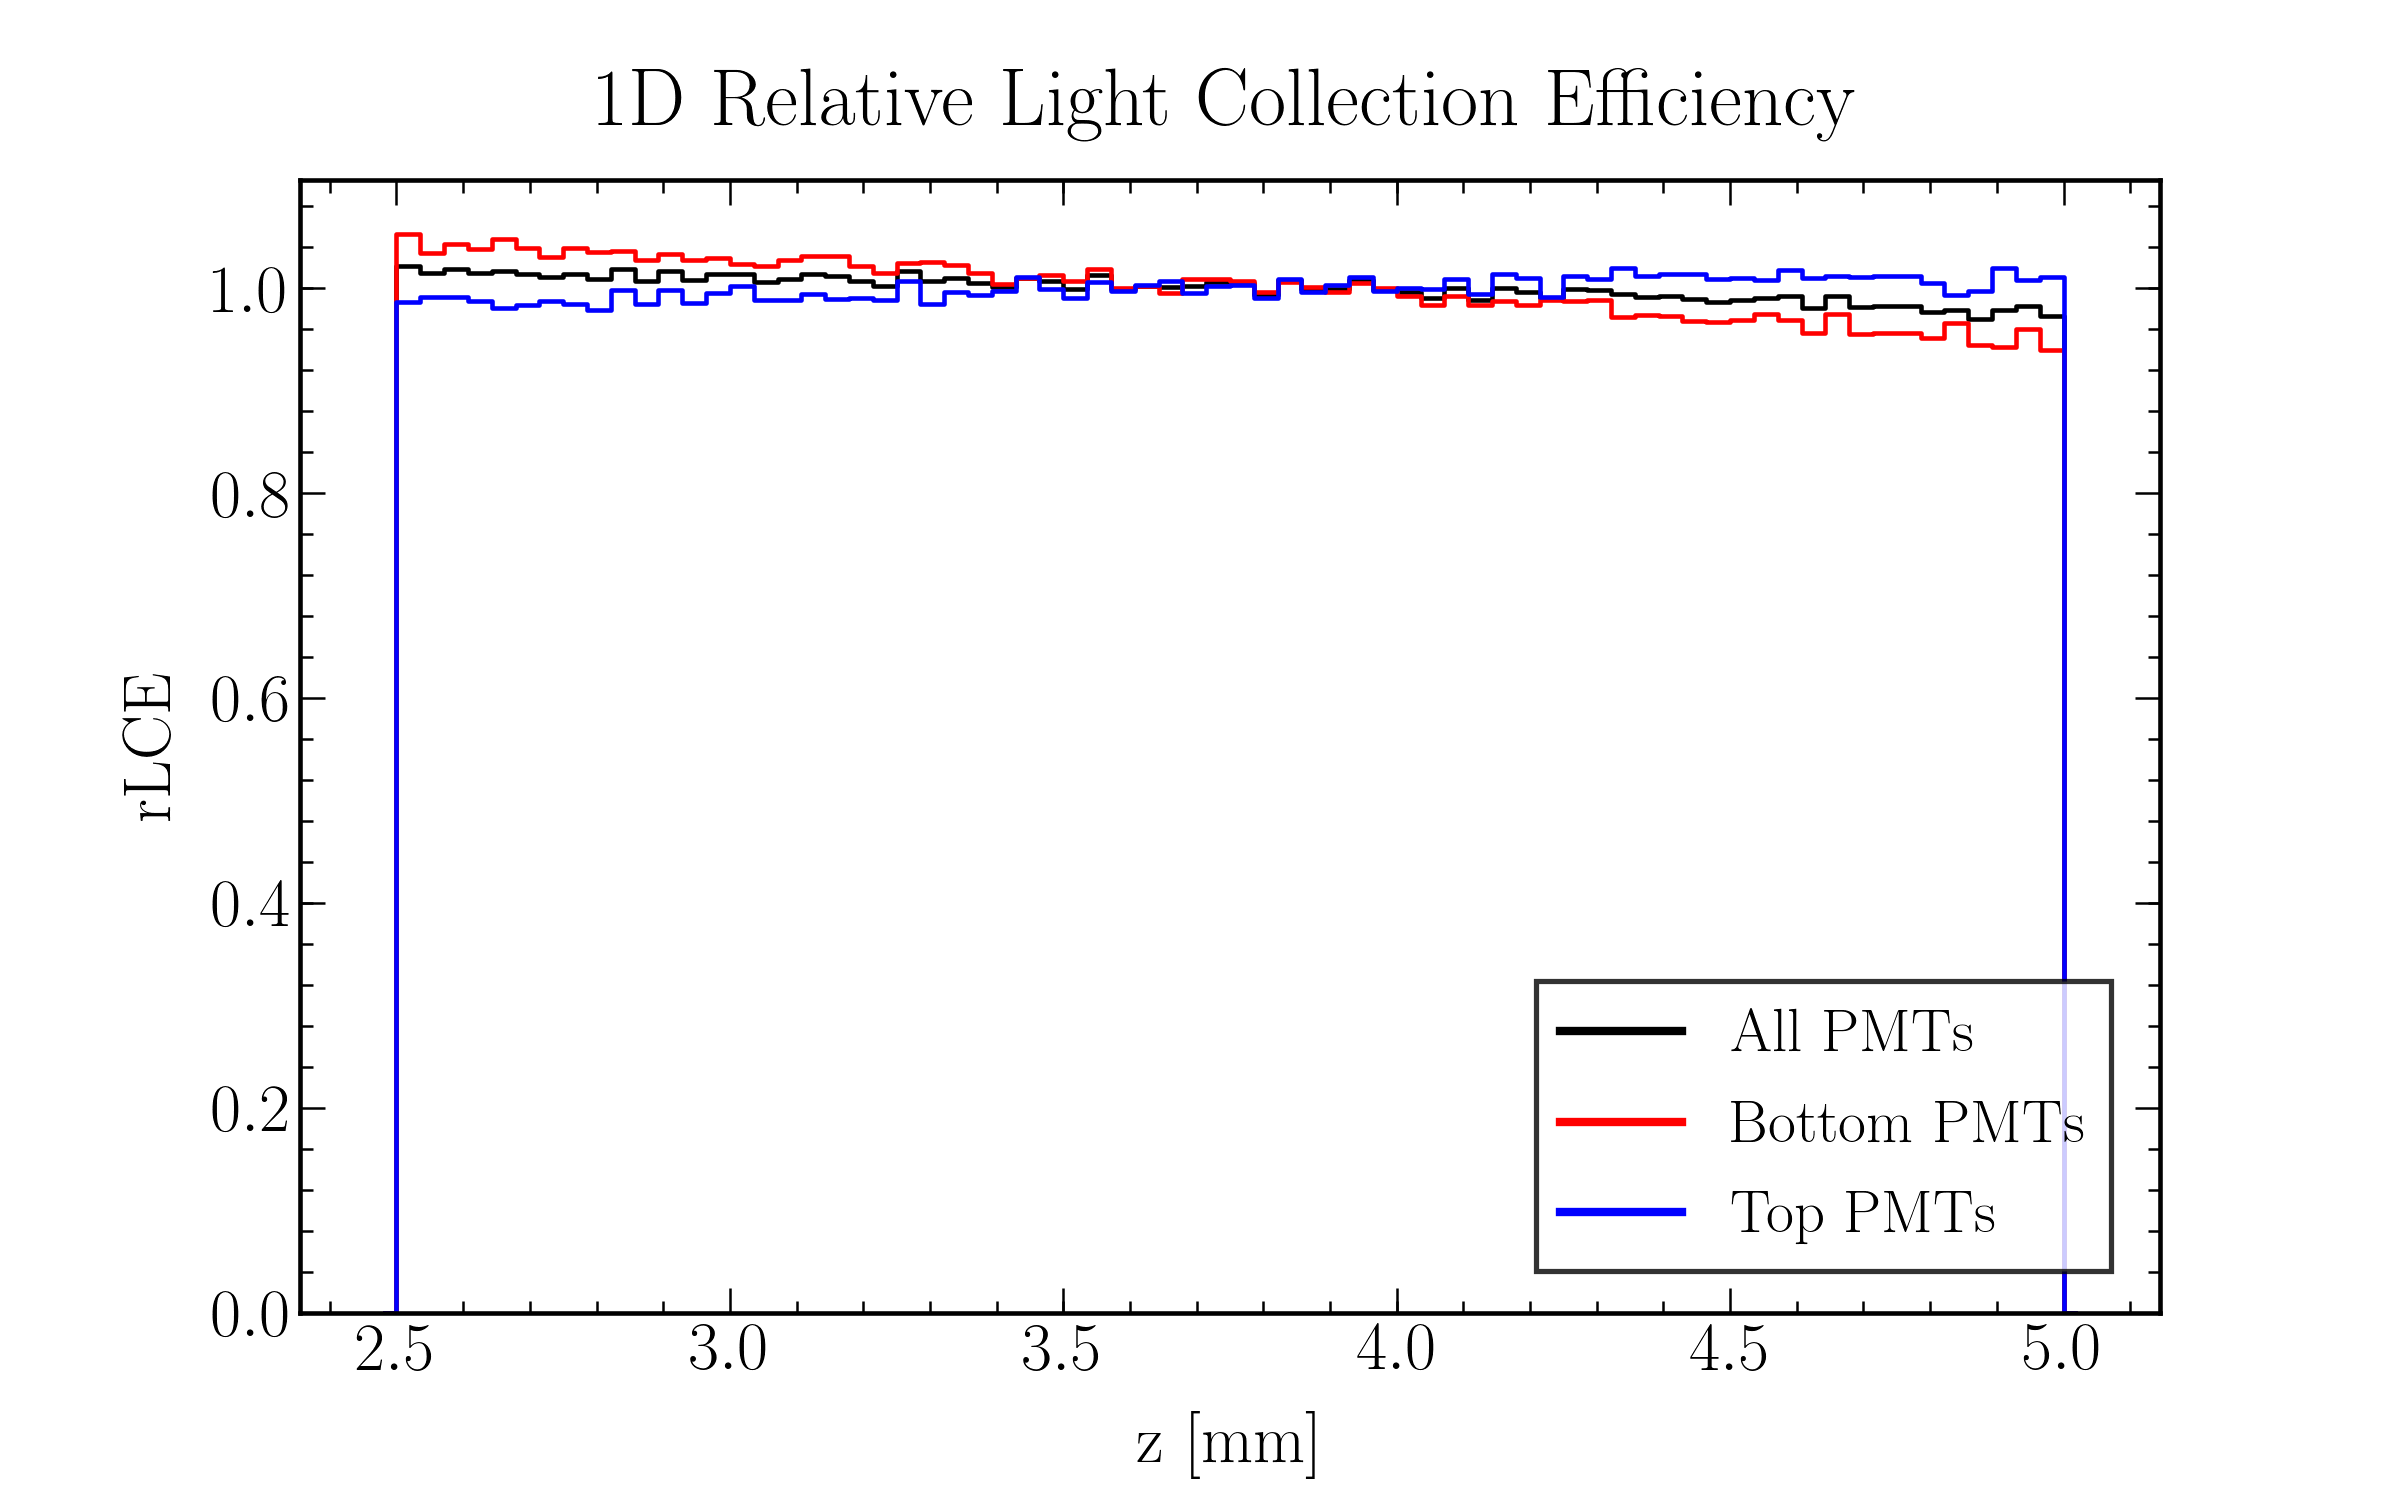 1D Relative Light Collection Efficiency
rLCE
1.0
0.8
0.6
0.4
0.2
0.0
2.5 3.0 3.5 4.0 4.5 5.0
z [mm]
All PMTs
Bottom PMTs
Top PMTs